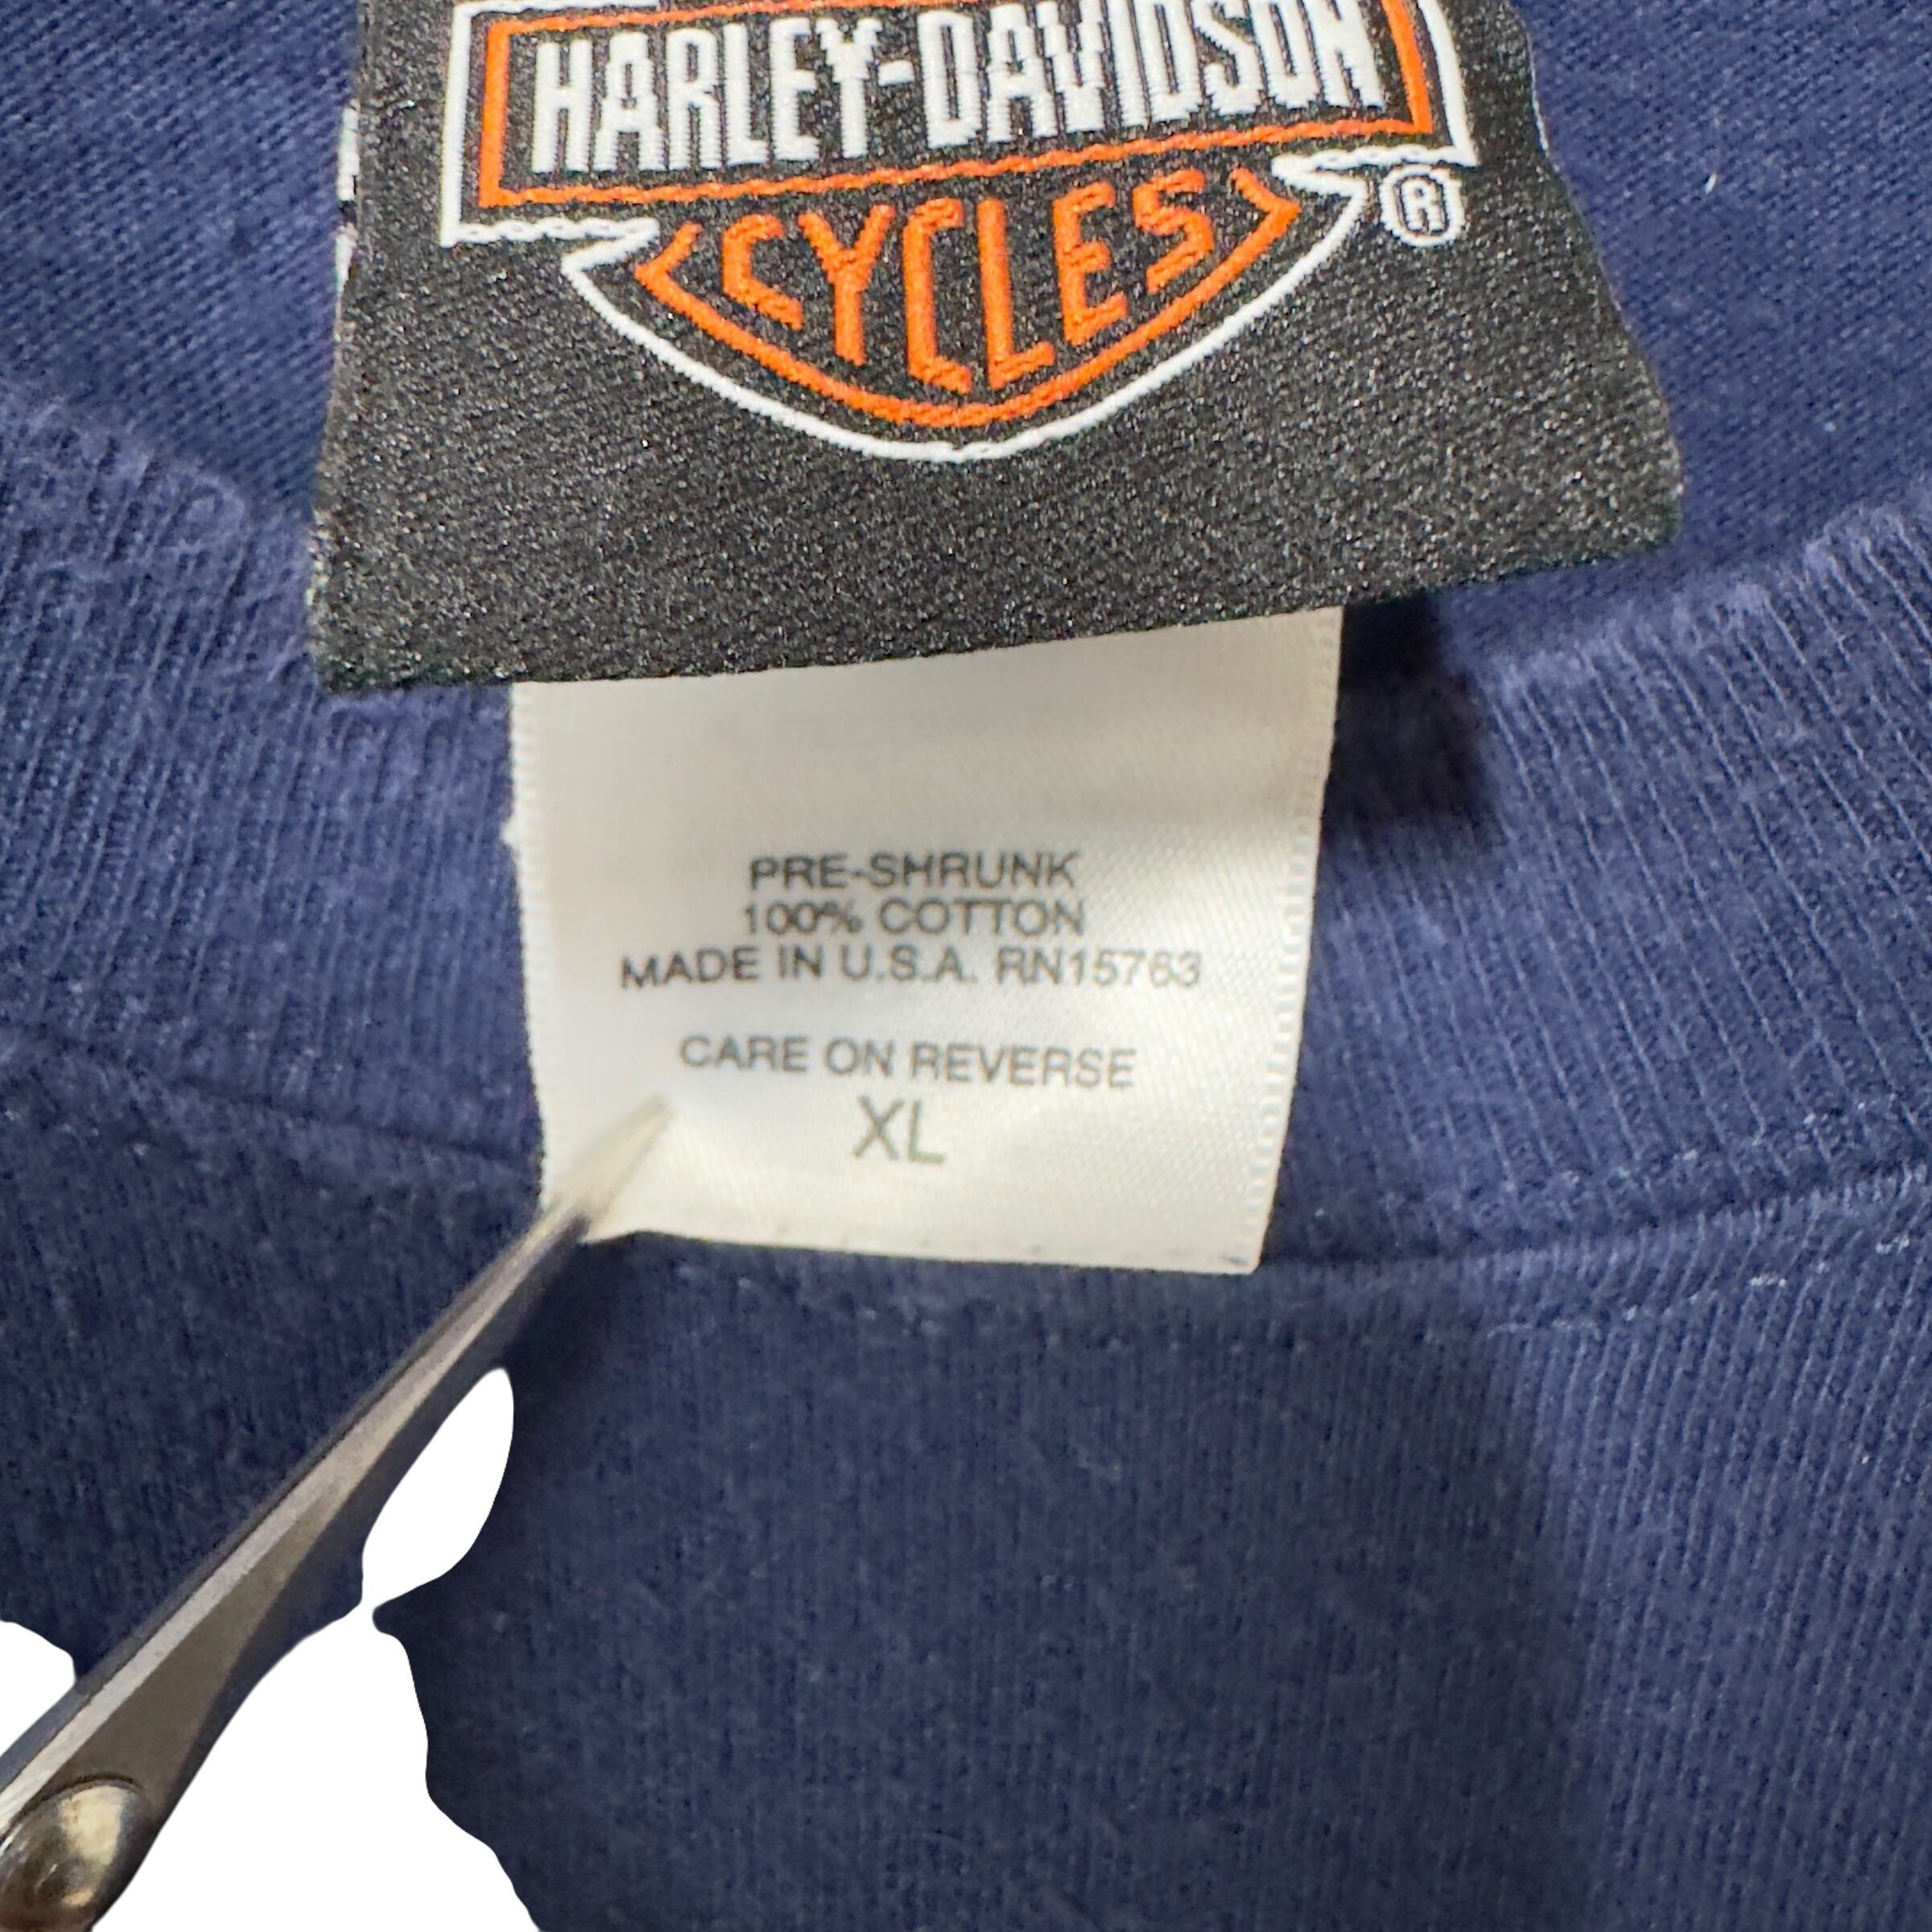 HARLEY-DAVIDSON
CYCLES
®
PRE-SHRUNK
100% COTTON
MADE IN U.S.A. RN15763
CARE ON REVERSE
XL